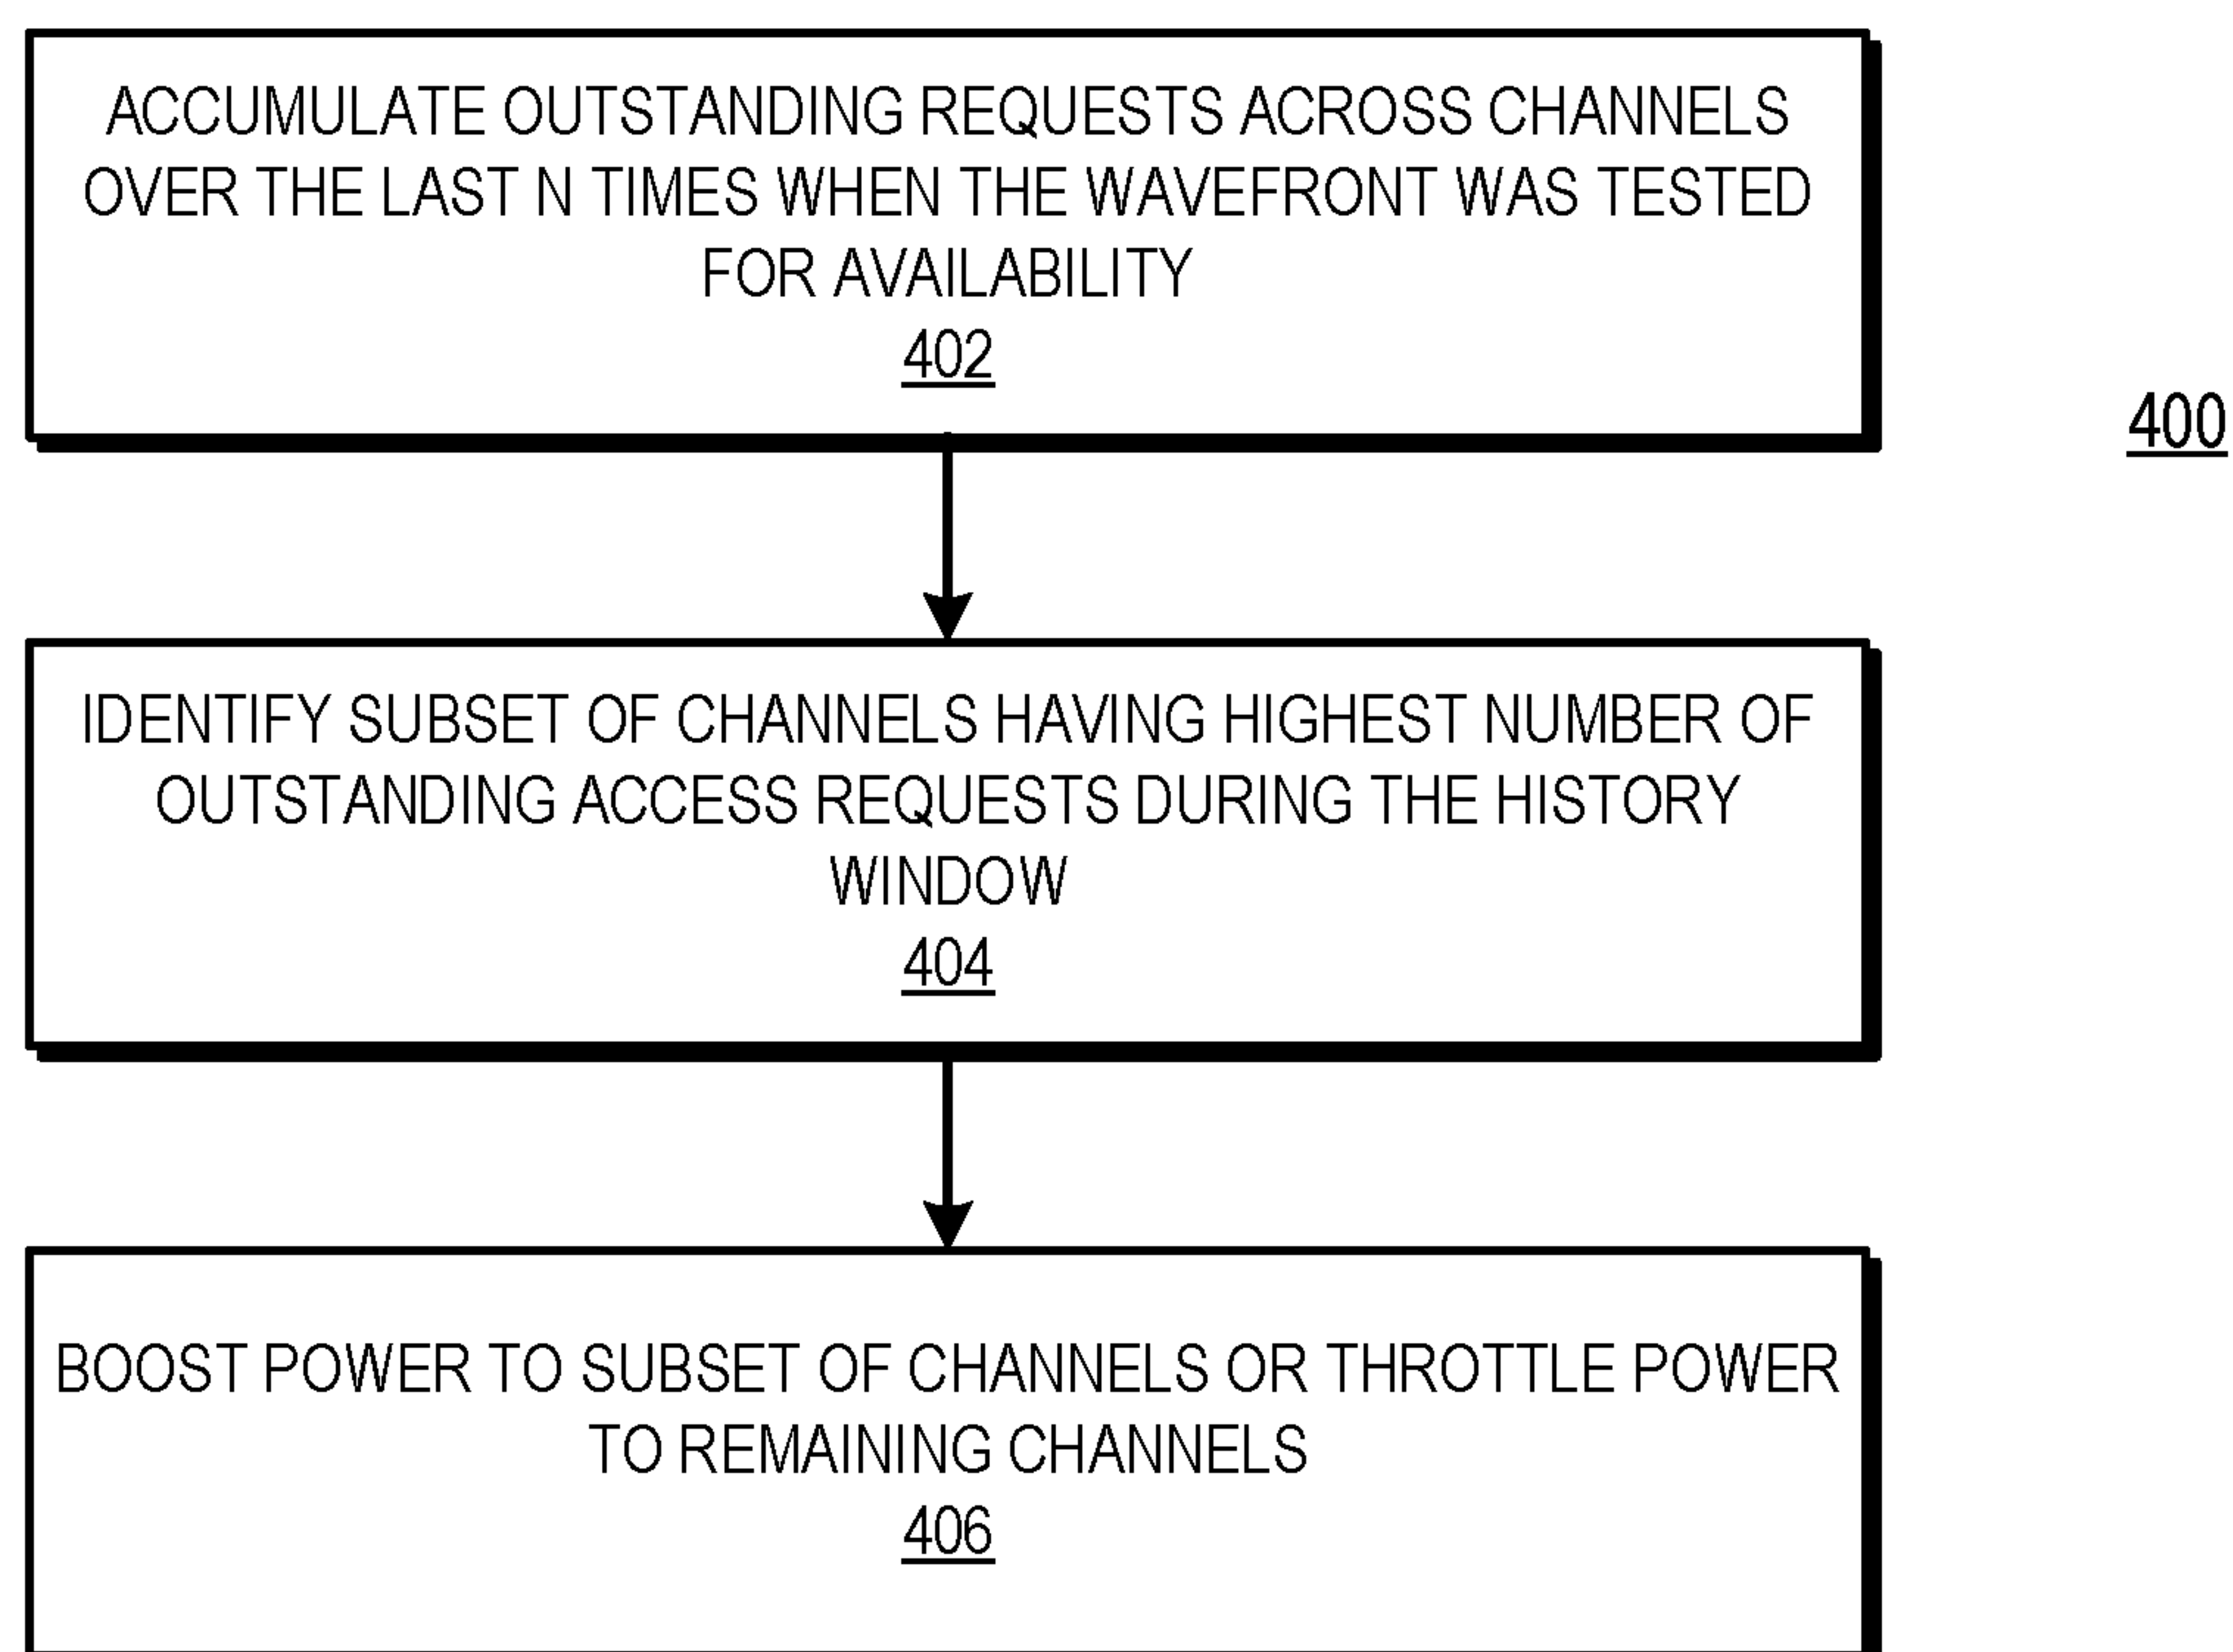 ACCUMULATE OUTSTANDING REQUESTS ACROSS CHANNELS
OVER THE LAST N TIMES WHEN THE WAVEFRONT WAS TESTED
FOR AVAILABILITY
402
400
IDENTIFY SUBSET OF CHANNELS HAVING HIGHEST NUMBER OF
OUTSTANDING ACCESS REQUESTS DURING THE HISTORY
WINDOW
404
BOOST POWER TO SUBSET OF CHANNELS OR THROTTLE POWER
TO REMAINING CHANNELS
406